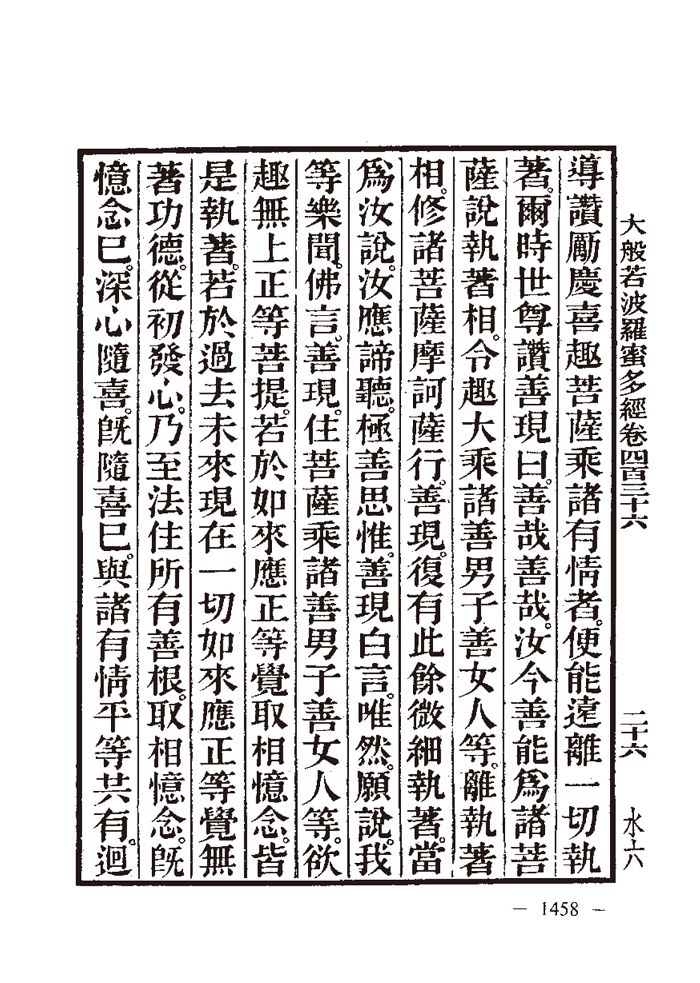 大般若波羅蜜多經卷四百三十六　二十六　水六
導讚勵慶喜趣菩薩乘諸有情者。便能遠離一切執
著。爾時世尊讚善現曰。善哉善哉。汝今善能爲諸菩
薩說執著相。令趣大乘諸善男子善女人等。離執著
相。修諸菩薩摩訶薩行。善現。復有此餘微細執著。當
爲汝說。汝應諦聽。極善思惟。善現白言。唯然。願說。我
等樂聞。佛言。善現。住菩薩乘諸善男子善女人等。欲
趣無上正等菩提。若於如來應正等覺取相憶念。皆
是執著。若於過去未來現在一切如來應正等覺無
著功德。從初發心。乃至法住所有善根。取相憶念。既
憶念已。深心隨喜。既隨喜已。與諸有情平等共有。迴
— 1458 —